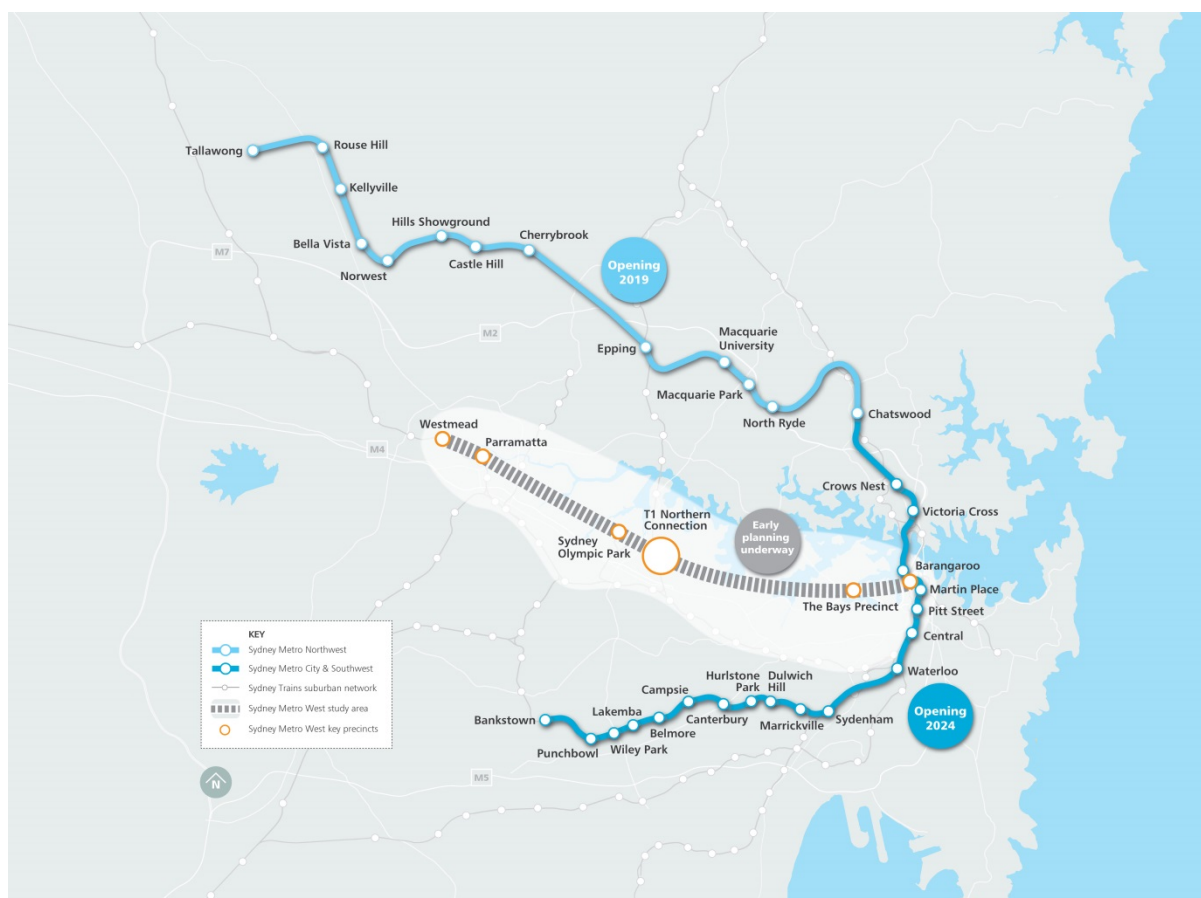 Tallawong
Rouse Hill
Kellyville
Bella Vista
Norwest
Hills Showground
Castle Hill
Cherrybrook
Opening
2019
M7
M2
Epping
Macquarie
University
Macquarie Park
North Ryde
Chatswood
Westmead
Parramatta
M4
Crows Nest
Victoria Cross
T1 Northern
Connection
Sydney
Olympic Park
Early
planning
underway
Barangaroo
Martin Place
The Bays Precinct
Pitt Street
Central
Waterloo
KEY
Sydney Metro Northwest
Sydney Metro City & Southwest
Sydney Trains suburban network
Sydney Metro West study area
Sydney Metro West key precincts
Bankstown
Punchbowl
Lakemba
Wiley Park
Campsie
Belmore
Hurlstone
Park
Canterbury
Dulwich
Hill
Marrickville
Sydenham
Opening
2024
M5
N